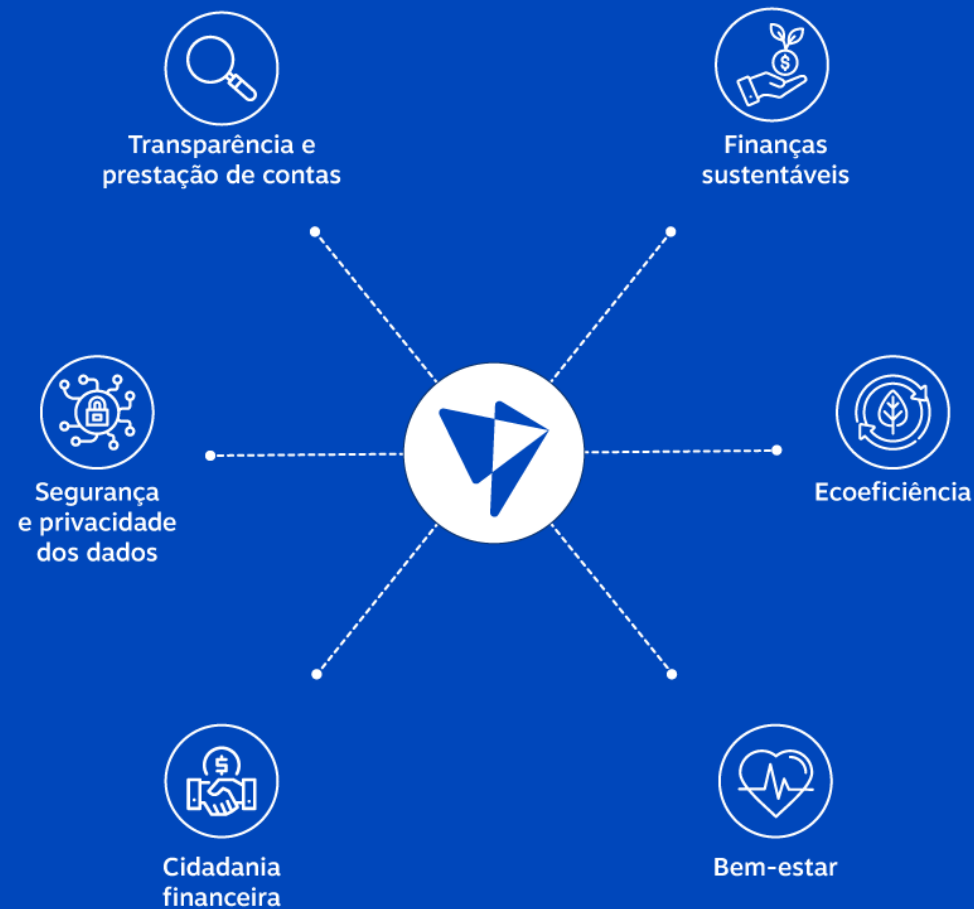 Transparência e
prestação de contas
Finanças
sustentáveis
Segurança
e privacidade
dos dados
Ecoeficiência
Cidadania
financeira
Bem-estar